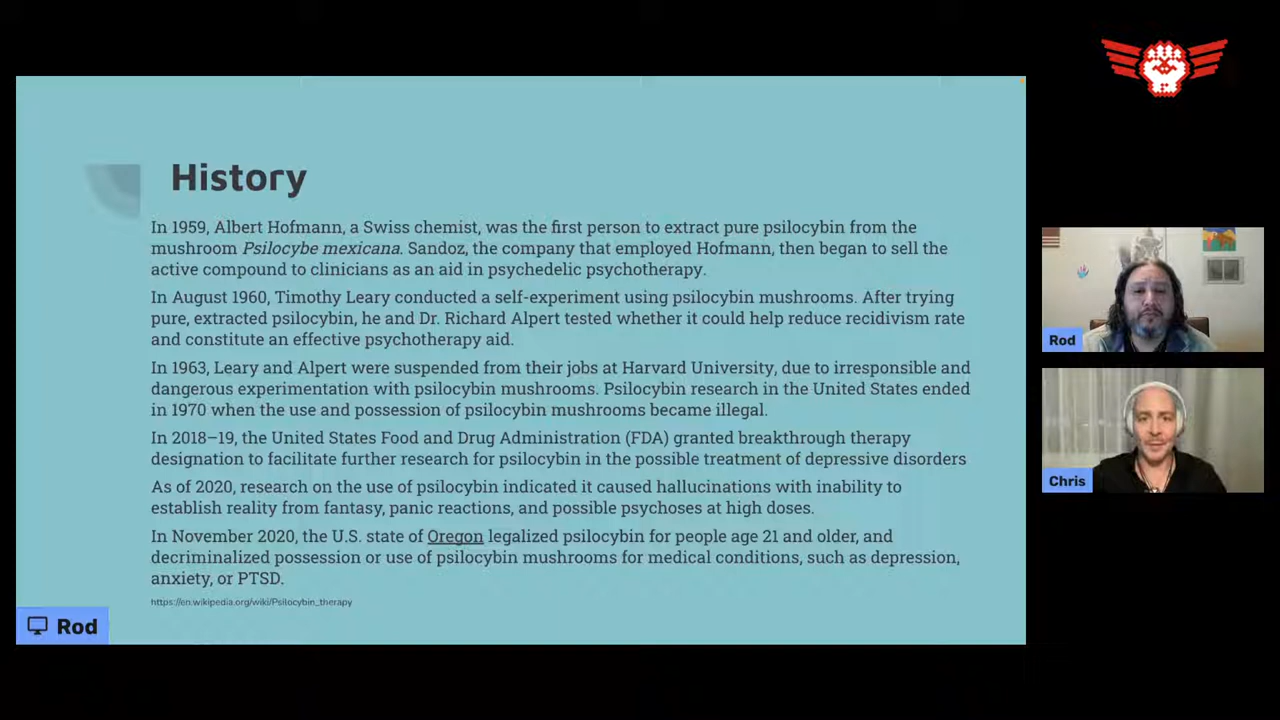 History
In 1959, Albert Hofmann, a Swiss chemist, was the first person to extract pure psilocybin from the
mushroom Psilocybe mexicana. Sandoz, the company that employed Hofmann, then began to sell the
active compound to clinicians as an aid in psychedelic psychotherapy.
In August 1960, Timothy Leary conducted a self-experiment using psilocybin mushrooms. After trying
pure, extracted psilocybin, he and Dr. Richard Alpert tested whether it could help reduce recidivism rate
and constitute an effective psychotherapy aid.
In 1963, Leary and Alpert were suspended from their jobs at Harvard University, due to irresponsible and
dangerous experimentation with psilocybin mushrooms. Psilocybin research in the United States ended
in 1970 when the use and possession of psilocybin mushrooms became illegal.
In 2018–19, the United States Food and Drug Administration (FDA) granted breakthrough therapy
designation to facilitate further research for psilocybin in the possible treatment of depressive disorders
As of 2020, research on the use of psilocybin indicated it caused hallucinations with inability to
establish reality from fantasy, panic reactions, and possible psychoses at high doses.
In November 2020, the U.S. state of Oregon legalized psilocybin for people age 21 and older, and
decriminalized possession or use of psilocybin mushrooms for medical conditions, such as depression,
anxiety, or PTSD.
https://en.wikipedia.org/wiki/Psilocybin_therapy
Rod
Rod
Chris